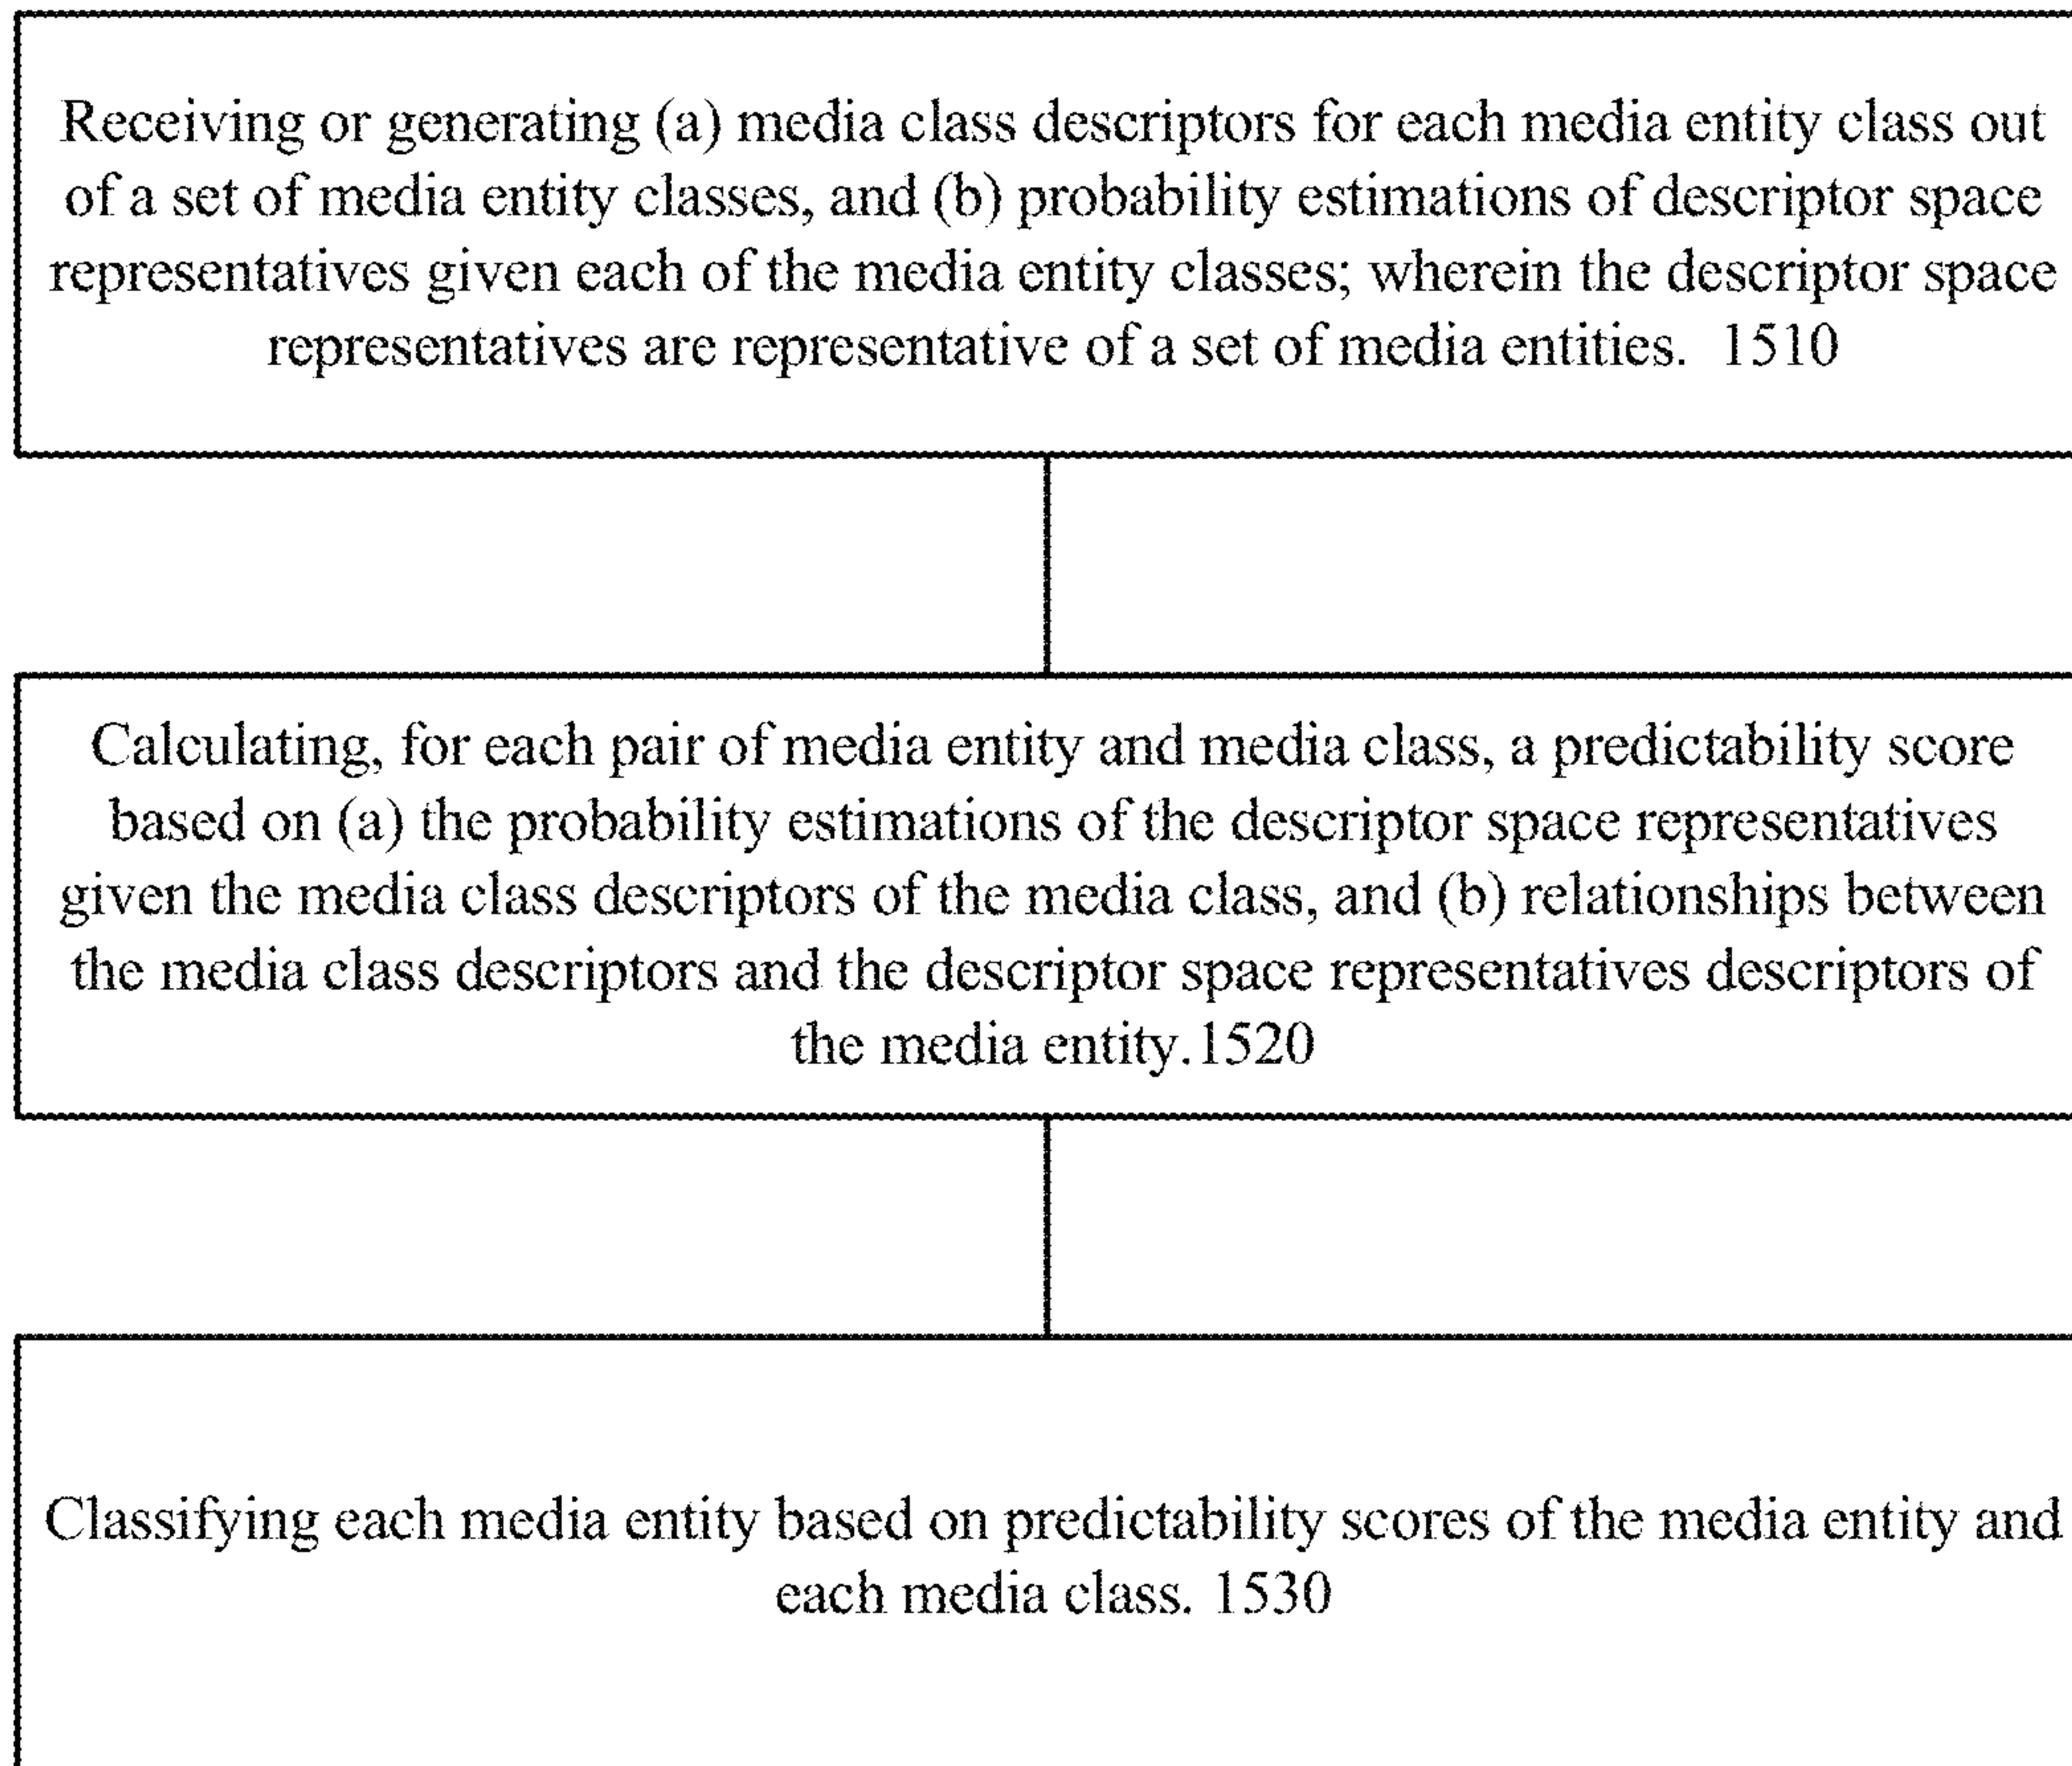 Receiving or generating (a) media class descriptors for each media entity class out
of a set of media entity classes, and (b) probability estimations of descriptor space
representatives given each of the media entity classes; wherein the descriptor space
representatives are representative of a set of media entities.  1510
Calculating, for each pair of media entity and media class, a predictability score
based on (a) the probability estimations of the descriptor space representatives
given the media class descriptors of the media class, and (b) relationships between
the media class descriptors and the descriptor space representatives descriptors of
the media entity.1520
Classifying each media entity based on predictability scores of the media entity and
each media class. 1530